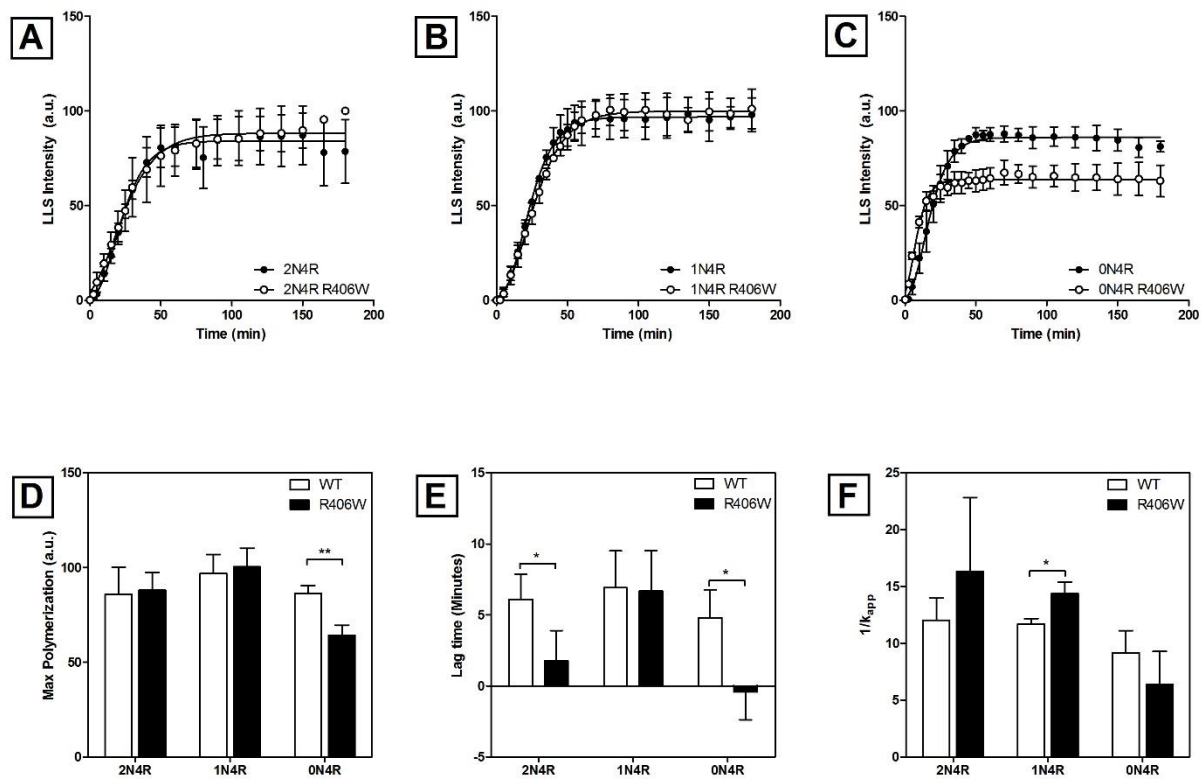 A
LLS Intensity (a.u.)
150
100
50
0
0 50 100 150 200
Time (min)
2N4R
2N4R R406W
B
LLS Intensity (a.u.)
150
100
50
0
0 50 100 150 200
Time (min)
1N4R
1N4R R406W
C
LLS Intensity (a.u.)
150
100
50
0
0 50 100 150 200
Time (min)
0N4R
0N4R R406W
D
Max Polymerization (a.u.)
150
100
50
0
WT
R406W
**
2N4R 1N4R 0N4R
E
Lag time (Minutes)
15
10
5
0
-5
WT
R406W
*
*
2N4R 1N4R 0N4R
F
1/kapp
25
20
15
10
5
0
WT
R406W
*
2N4R 1N4R 0N4R